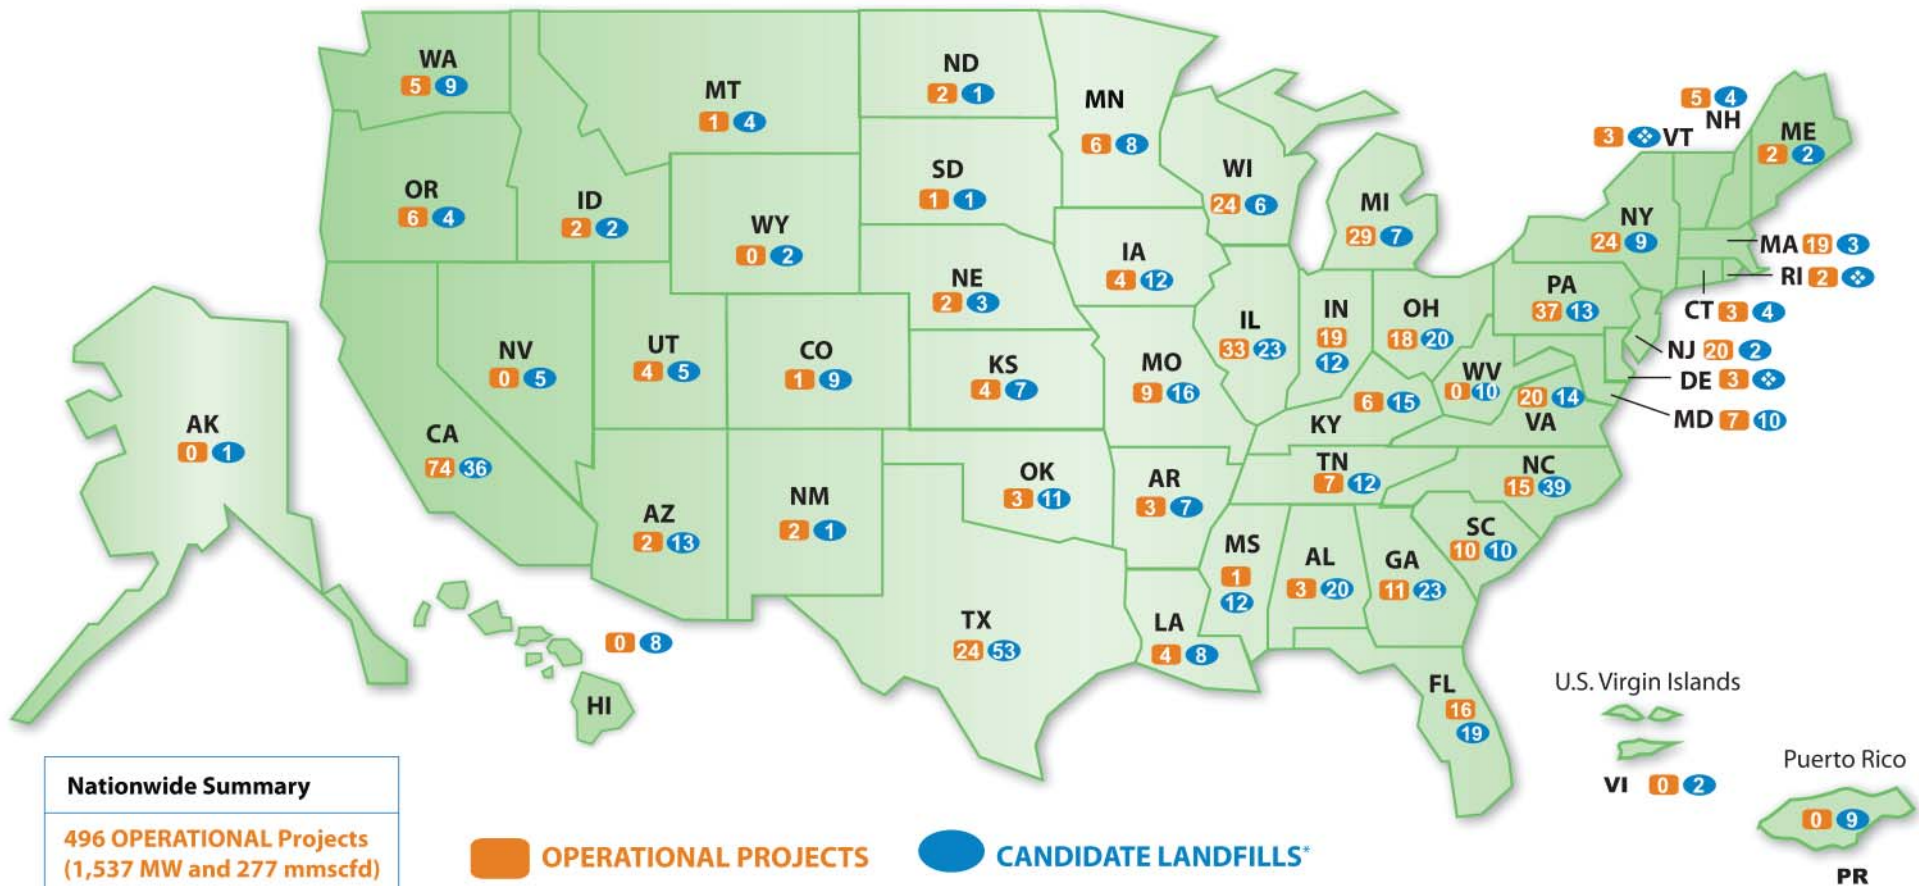 WA
5 9
MT
1 4
ND
2 1
MN
6 8
5 4
NH
3 ❖ VT
ME
2 2
OR
6 4
ID
2 2
WY
0 2
SD
1 1
WI
24 6
MI
29 7
NY
24 9
MA 19 3
RI 2 ❖
CT 3 4
NE
2 3
IA
4 12
IL
33 23
IN
19
12
OH
18 20
PA
37 13
NJ 20 2
DE 3 ❖
MD 7 10
NV
0 5
UT
4 5
CO
1 9
KS
4 7
MO
9 16
6 15
KY
WV
0 10
20 14
VA
AK
0 1
CA
74 36
AZ
2 13
NM
2 1
OK
3 11
AR
3 7
TN
7 12
NC
15 39
SC
10 10
MS
1
12
AL
3 20
GA
11 23
TX
24 53
LA
4 8
FL
16
19
0 8
HI
U.S. Virgin Islands
VI 0 2
Puerto Rico
0 9
PR
Nationwide Summary
496 OPERATIONAL Projects
(1,537 MW and 277 mmscfd)
OPERATIONAL PROJECTS
CANDIDATE LANDFILLS*